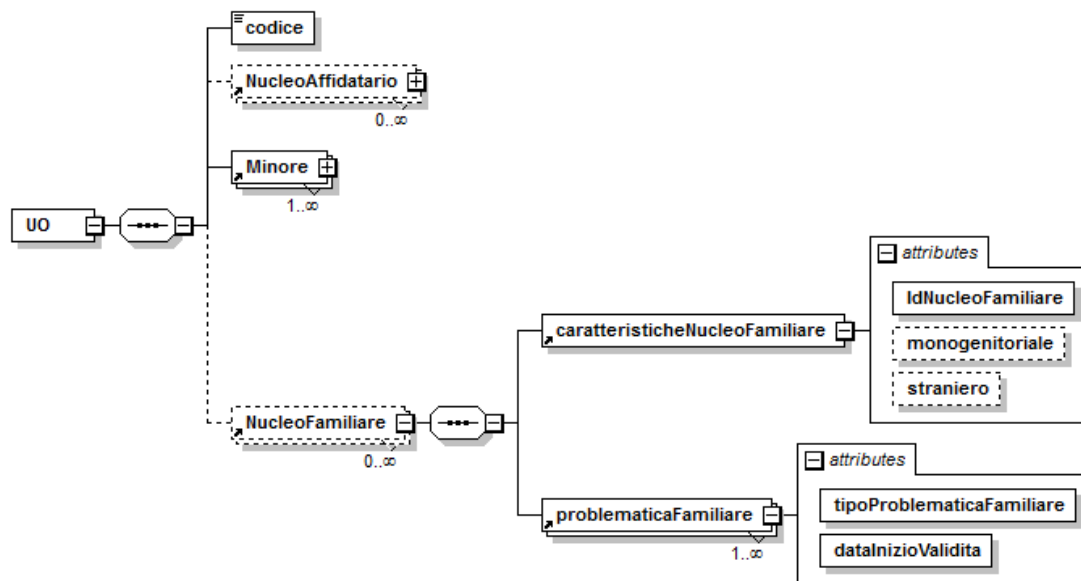 codice
NucleoAffidatario
0..∞
Minore
1..∞
UO
attributes
IdNucleoFamiliare
caratteristicheNucleoFamiliare
monogenitoriale
straniero
NucleoFamiliare
0..∞
attributes
tipoProblematicaFamiliare
problematicaFamiliare
1..∞
dataInizioValidita